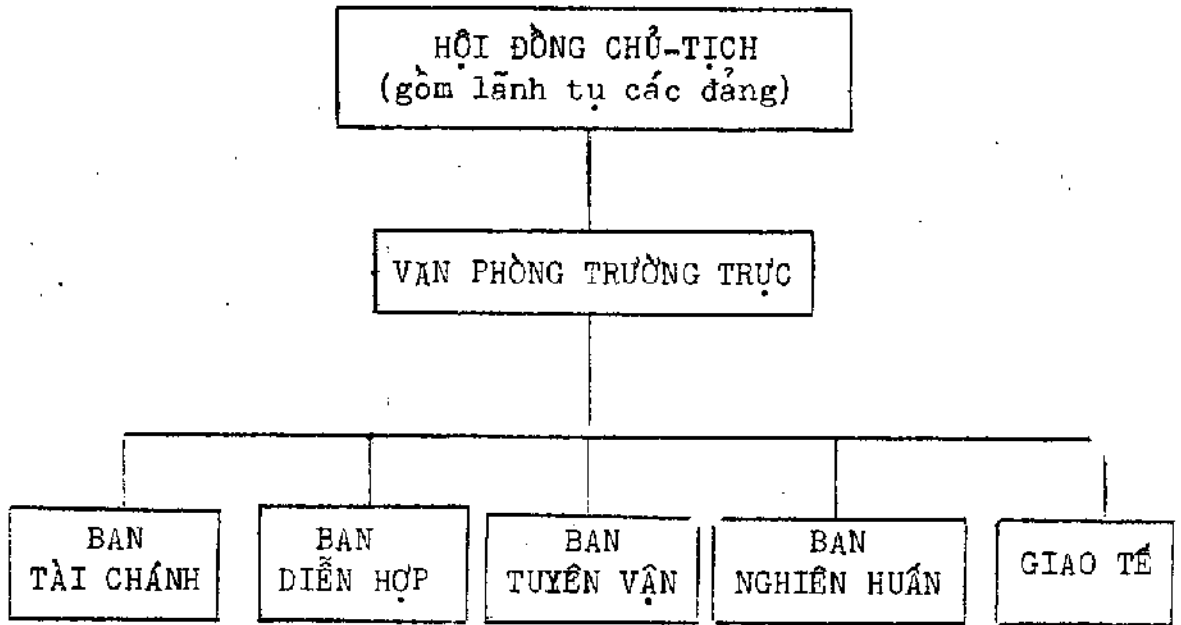 HỘI ĐỒNG CHỦ-TỊCH
(gồm lãnh tụ các đảng)
VĂN PHÒNG TRƯỜNG TRỰC
BAN
TÀI CHÁNH
BAN
DIỄN HỢP
BAN
TUYÊN VẬN
BAN
NGHIÊN HUẤN
GIAO TẾ